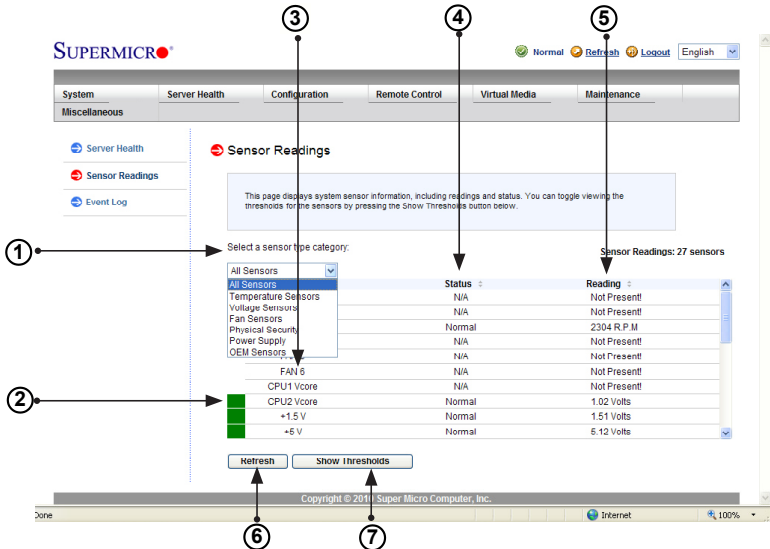 3 4 5
SUPERMICR●®
Normal Refresh Logout English
System Server Health Configuration Remote Control Virtual Media Maintenance
Miscellaneous
Server Health
Sensor Readings
Event Log
Sensor Readings
This page displays system sensor information, including readings and status. You can toggle viewing the
thresholds for the sensors by pressing the Show Thresholds button below.
1
Select a sensor type category:
Sensor Readings: 27 sensors
All Sensors
All Sensors
Temperature Sensors
Voltage Sensors
Fan Sensors
Physical Security
Power Supply
OEM Sensors
Status Reading
N/A Not Present!
N/A Not Present!
Normal 2304 R.P.M
N/A Not Present!
N/A Not Present!
FAN 6 N/A Not Present!
CPU1 Vcore N/A Not Present!
2
CPU2 Vcore Normal 1.02 Volts
+1.5 V Normal 1.51 Volts
+5 V Normal 5.12 Volts
Refresh Show Thresholds
Copyright © 2010 Super Micro Computer, Inc.
Done Internet 100%
6 7